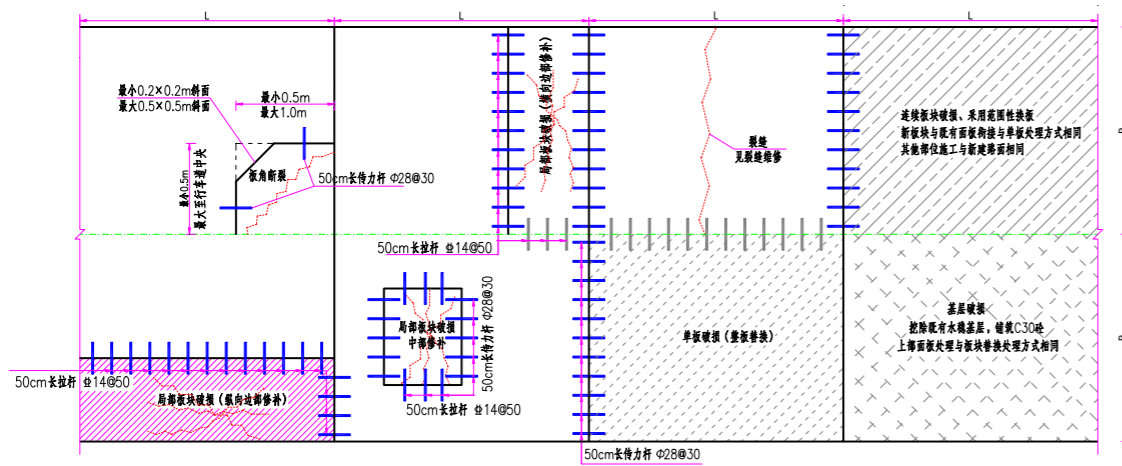 L
L
L
L
最小0.2×0.2m斜面
最大0.5×0.5m斜面
最小0.5m
最大1.0m
板角断裂
50cm长传力杆 Φ28@30
最小0.5m
最大至行车道中央
局部板块破损(横向边部修补)
裂缝
见裂缝维修
连续板块破损、采用范围性换板
新板块与既有面板衔接与单板处理方式相同
其他部位施工与新建路面相同
50cm长拉杆 ⌀14@50
局部板块破损
中部修补
50cm长传力杆 Φ28@30
50cm长拉杆 ⌀14@50
单板破损(整板替换)
基层破损
挖除既有水稳基层,铺筑C30砼
上部面板处理与板块替换处理方式相同
50cm长拉杆 ⌀14@50
局部板块破损(纵向边部修补)
50cm长传力杆 Φ28@30